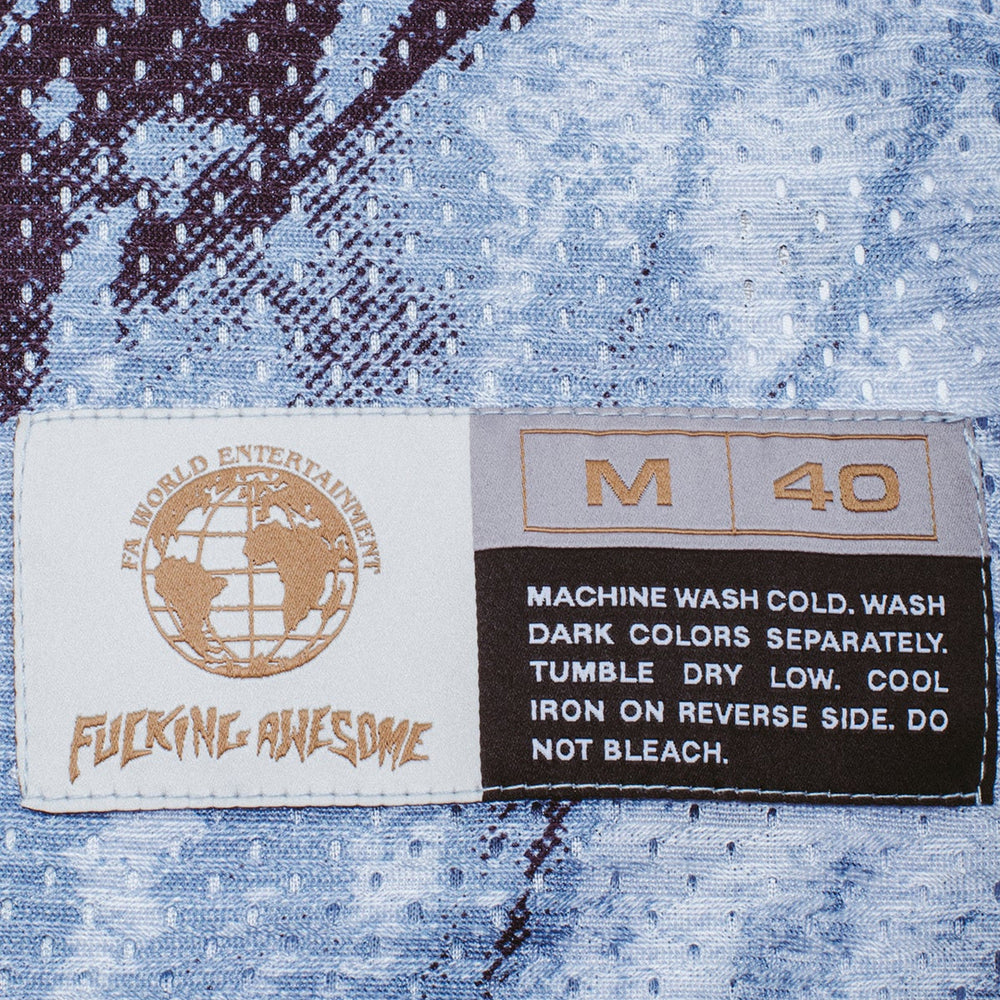 FA WORLD ENTERTAINMENT
FUCKING AWESOME
M 40
MACHINE WASH COLD. WASH
DARK COLORS SEPARATELY.
TUMBLE DRY LOW. COOL
IRON ON REVERSE SIDE. DO
NOT BLEACH.